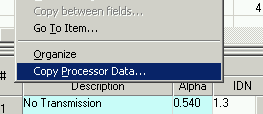 Copy between fields...
4
Go To Item...
Organize
Copy Processor Data...
# Description Alpha IDN
1 No Transmission 0.540 1.3